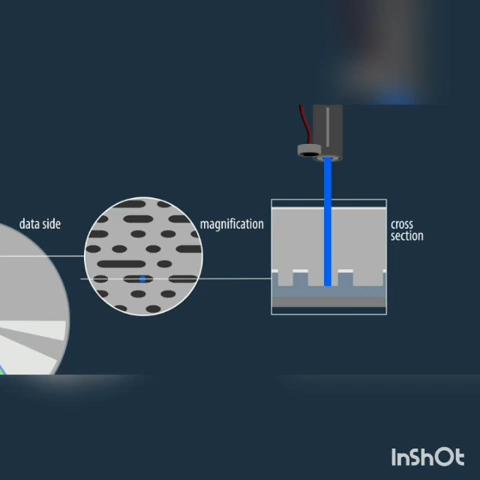 data side
magnification
cross
section
InShOt